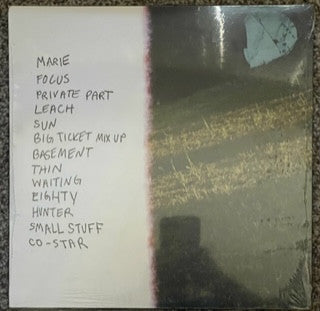 MARIE
FOCUS
PRIVATE PART
LEACH
SUN
BIG TICKET MIX UP
BASEMENT
THIN
WAITING
EIGHTY
HUNTER
SMALL STUFF
CO-STAR